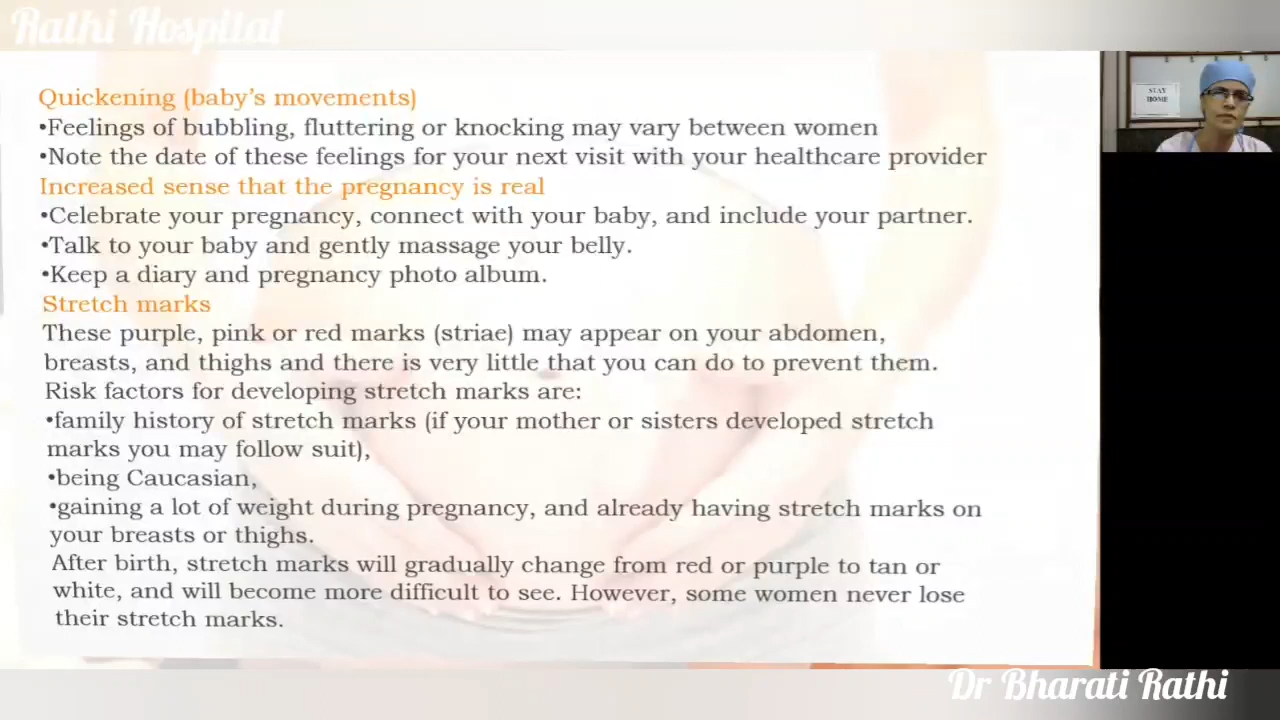 Rathi Hospital
Quickening (baby's movements)
•Feelings of bubbling, fluttering or knocking may vary between women
•Note the date of these feelings for your next visit with your healthcare provider
Increased sense that the pregnancy is real
•Celebrate your pregnancy, connect with your baby, and include your partner.
•Talk to your baby and gently massage your belly.
•Keep a diary and pregnancy photo album.
Stretch marks
These purple, pink or red marks (striae) may appear on your abdomen,
breasts, and thighs and there is very little that you can do to prevent them.
Risk factors for developing stretch marks are:
•family history of stretch marks (if your mother or sisters developed stretch
marks you may follow suit),
•being Caucasian,
•gaining a lot of weight during pregnancy, and already having stretch marks on
your breasts or thighs.
After birth, stretch marks will gradually change from red or purple to tan or
white, and will become more difficult to see. However, some women never lose
their stretch marks.
STAY
HOME
Dr Bharati Rathi